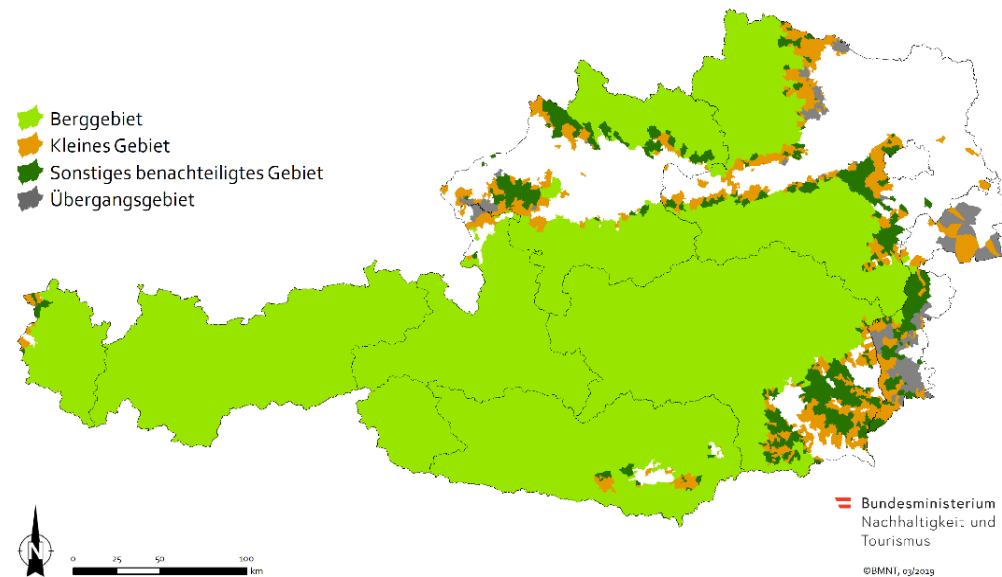 Berggebiet
Kleines Gebiet
Sonstiges benachteiligtes Gebiet
Übergangsgebiet
N
0 25 50 100
km
Bundesministerium
Nachhaltigkeit und
Tourismus
©BMNT, 03/2019